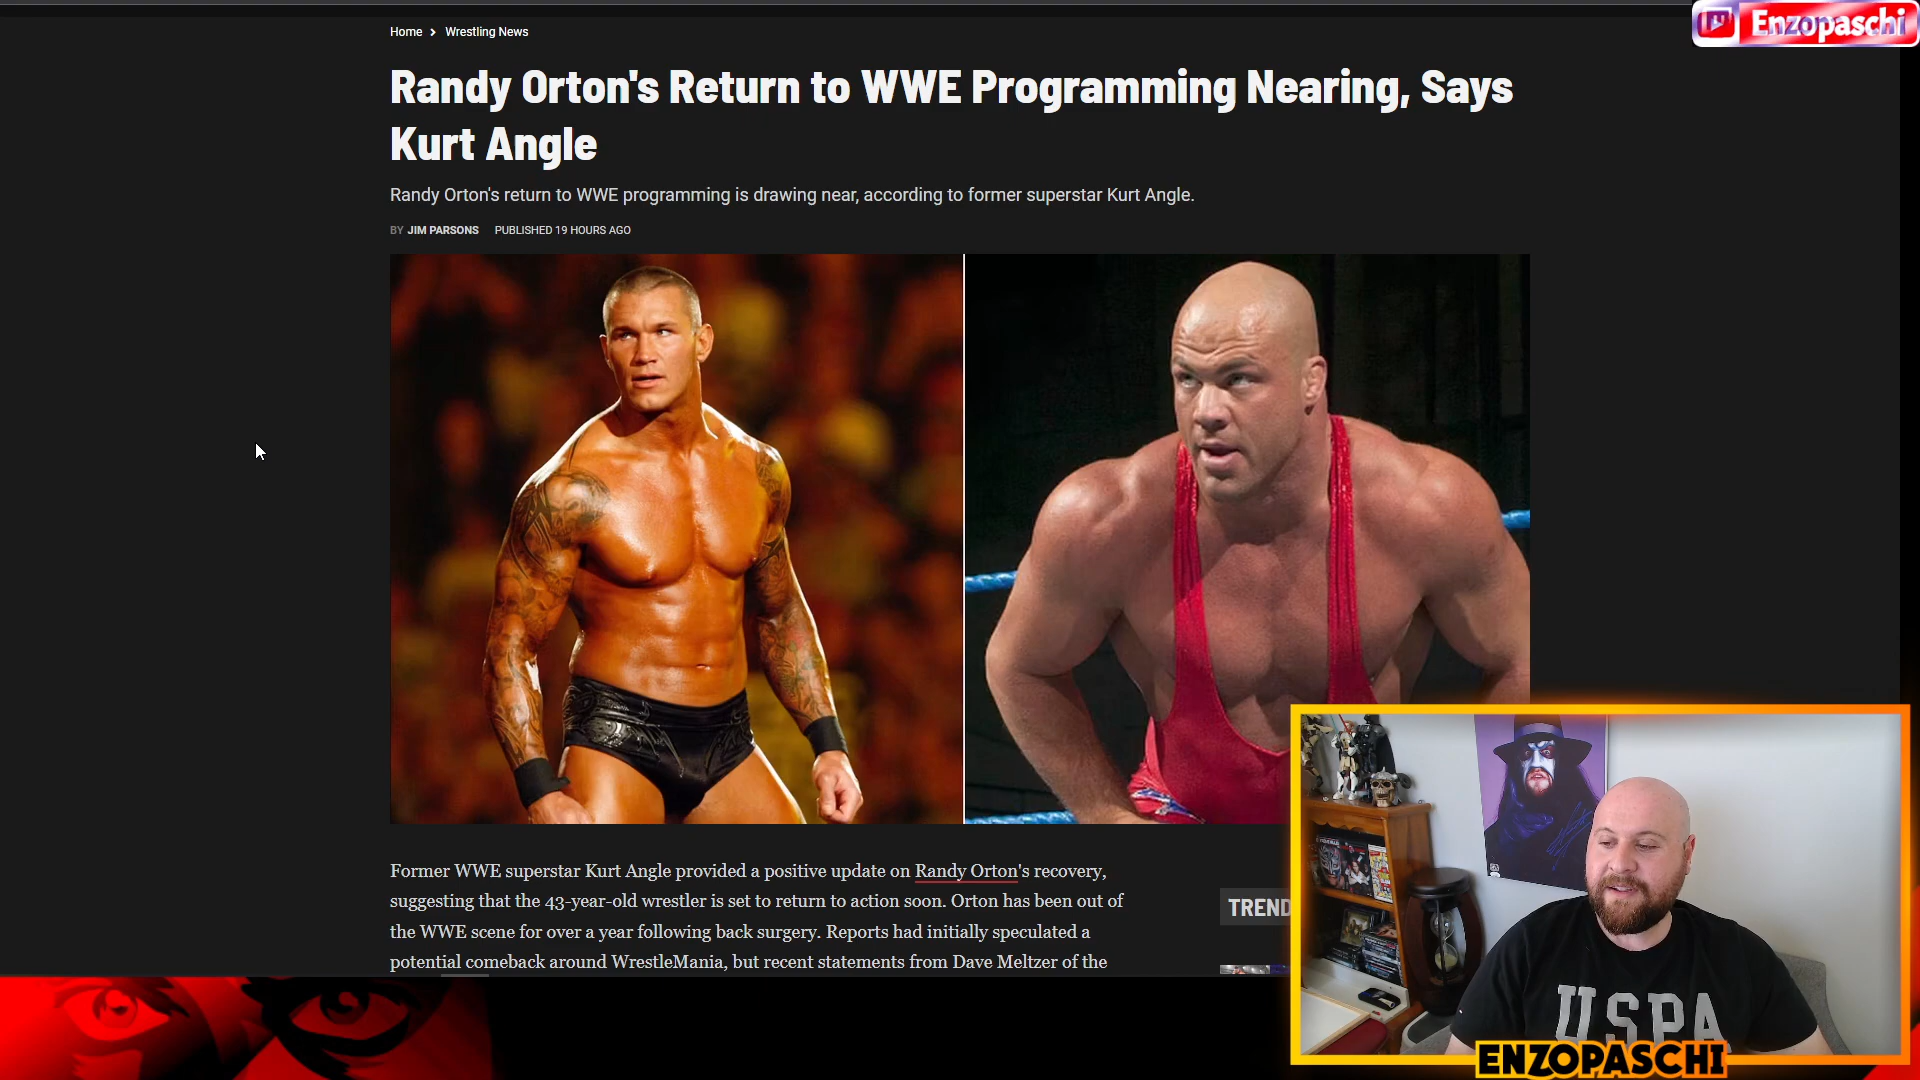 Enzopaschi
Home > Wrestling News
Randy Orton's Return to WWE Programming Nearing, Says
Kurt Angle
Randy Orton's return to WWE programming is drawing near, according to former superstar Kurt Angle.
BY JIM PARSONS PUBLISHED 19 HOURS AGO
Former WWE superstar Kurt Angle provided a positive update on Randy Orton's recovery,
suggesting that the 43-year-old wrestler is set to return to action soon. Orton has been out of
the WWE scene for over a year following back surgery. Reports had initially speculated a
potential comeback around WrestleMania, but recent statements from Dave Meltzer of the
TREND
USPA
ENZOPASCHI